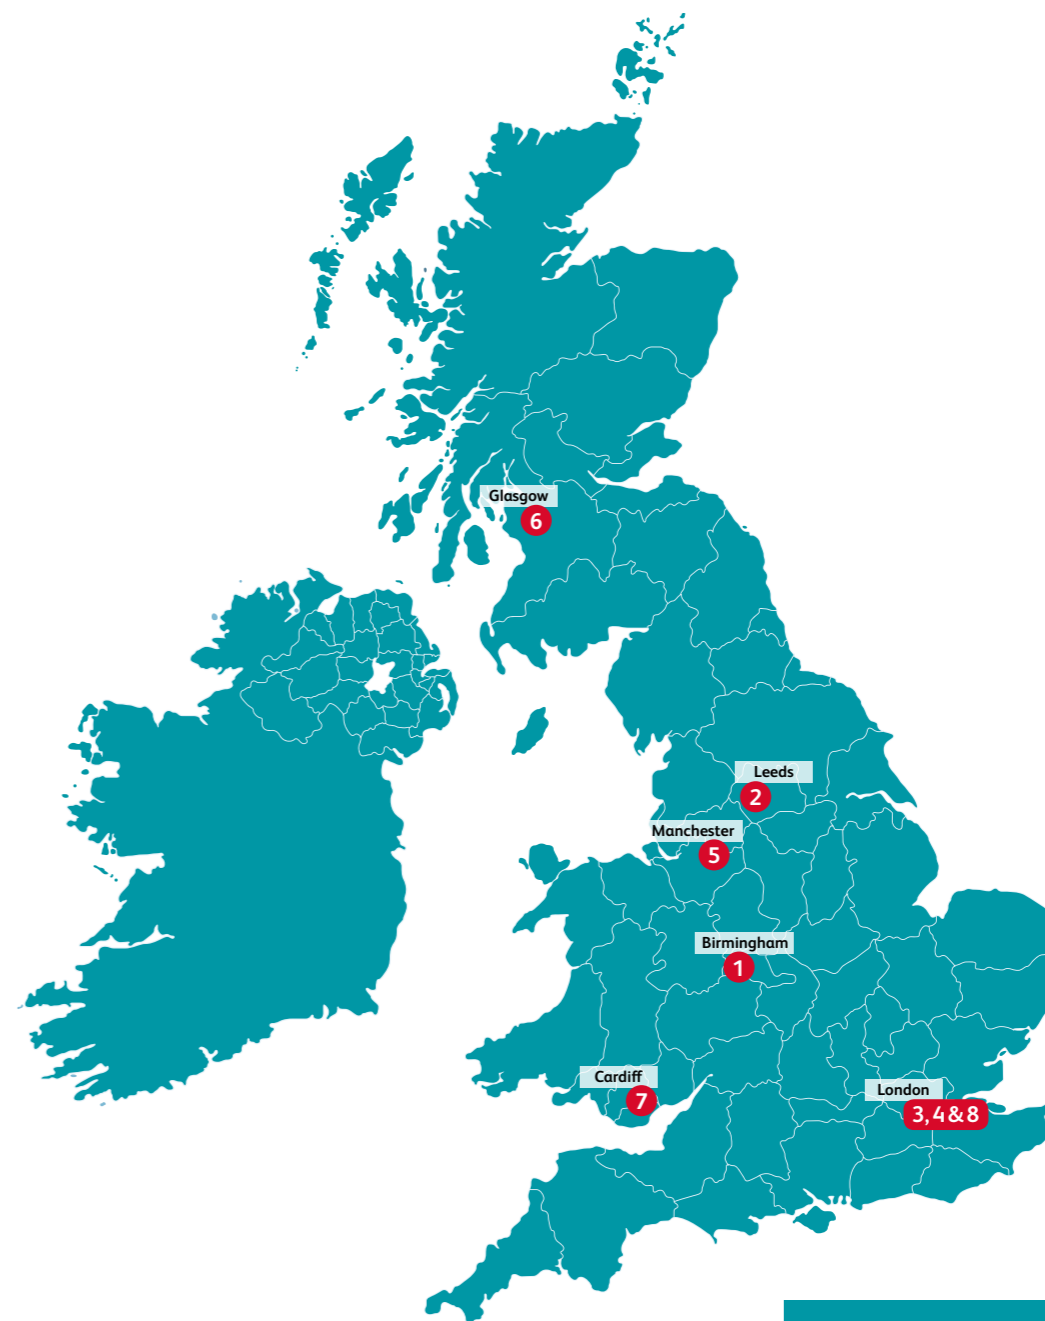 Glasgow
6
Leeds
2
Manchester
5
Birmingham
1
Cardiff
7
London
3, 4 & 8